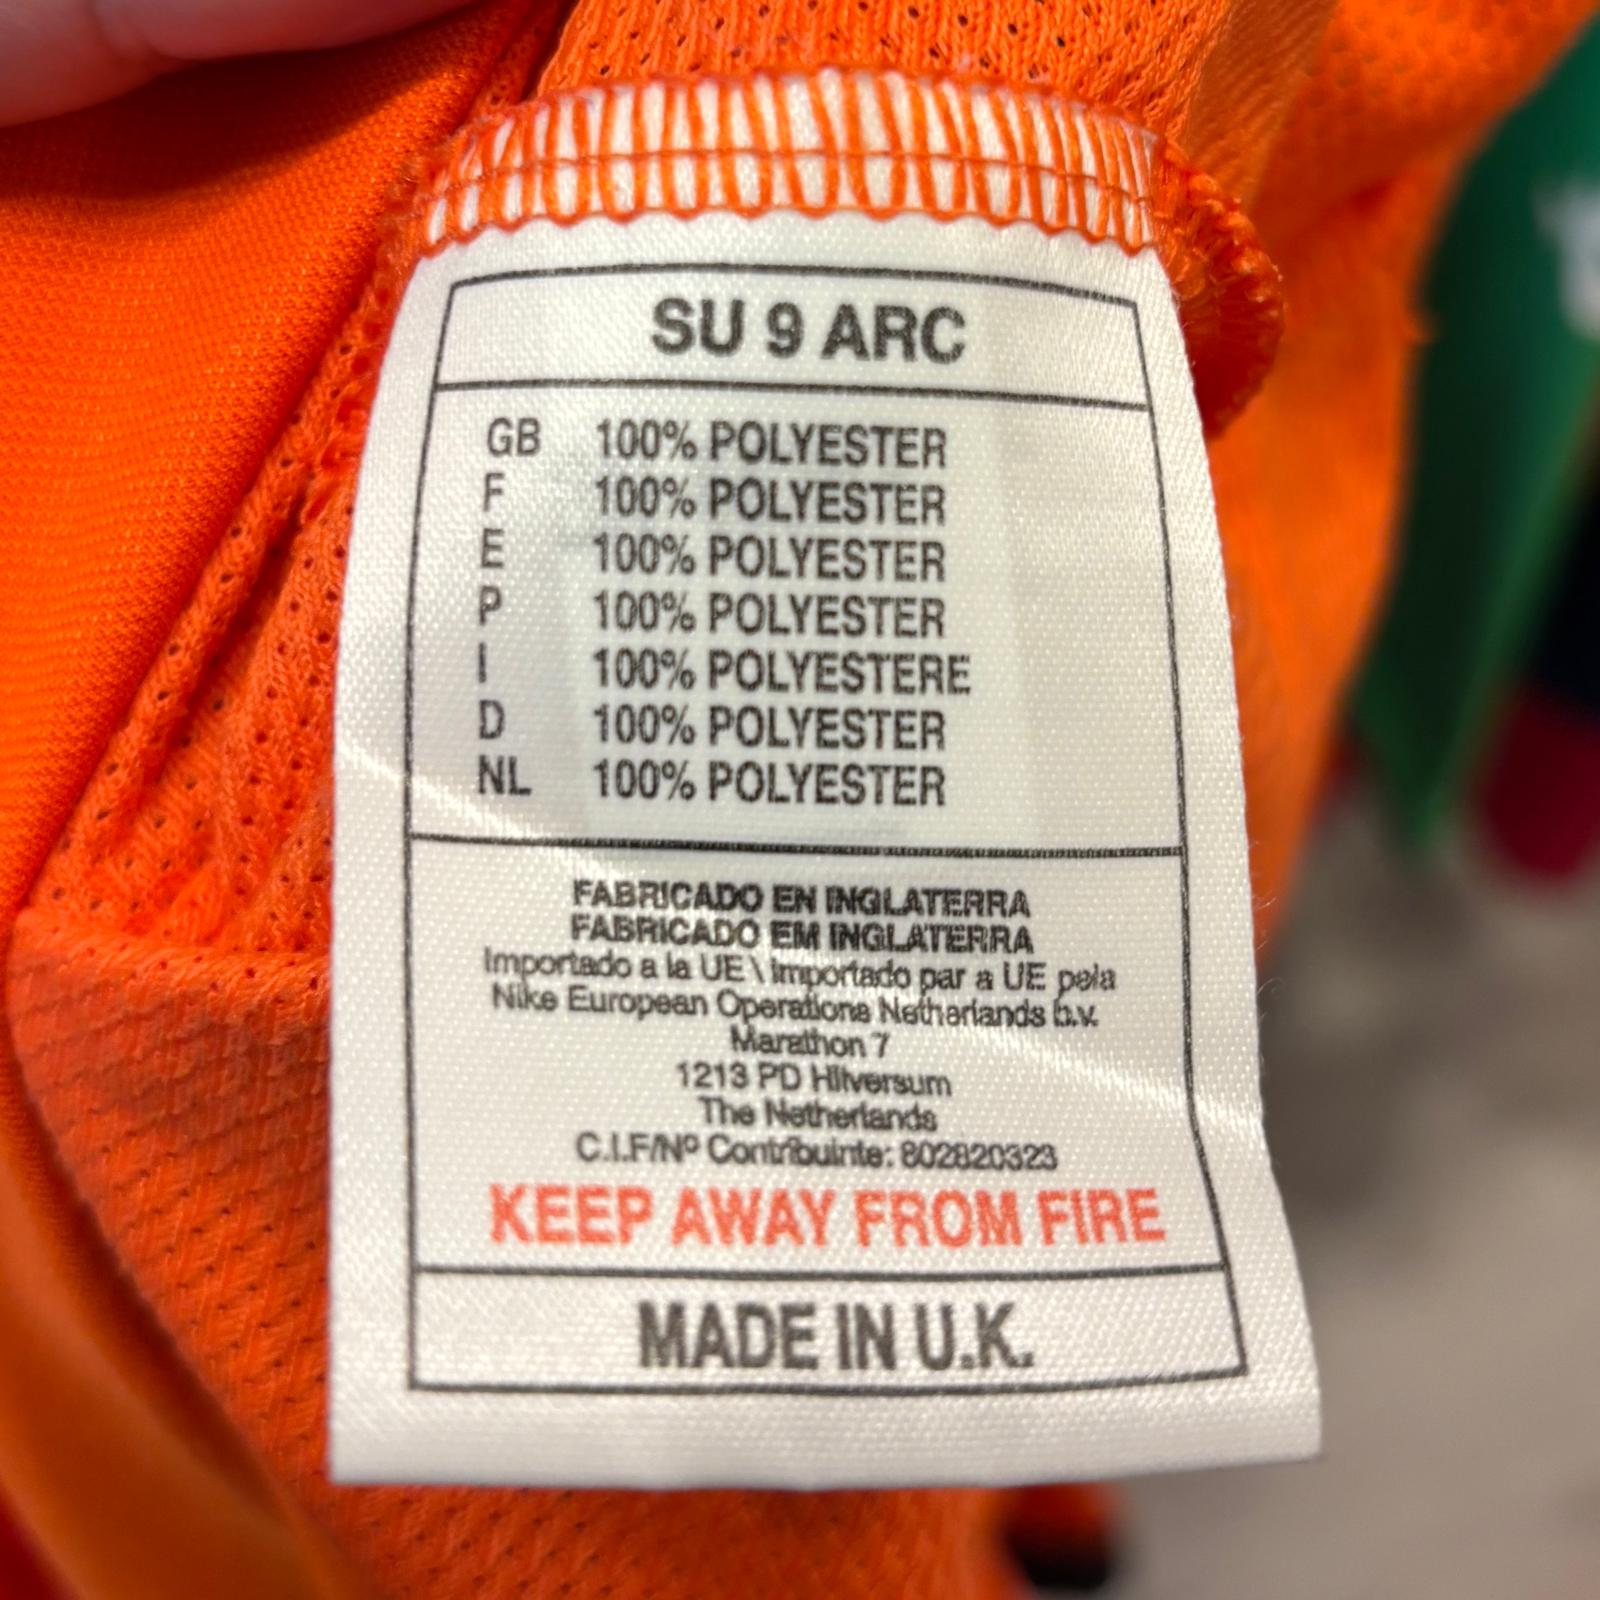 SU 9 ARC
GB 100% POLYESTER
F 100% POLYESTER
E 100% POLYESTER
P 100% POLYESTER
I 100% POLYESTERE
D 100% POLYESTER
NL 100% POLYESTER
FABRICADO EN INGLATERRA
FABRICADO EM INGLATERRA
Importado a la UE \ Importado par a UE pela
Nike European Operations Netherlands b.v.
Marathon 7
1213 PD Hilversum
The Netherlands
C.I.F/Nº Contribuinte: 802820323
KEEP AWAY FROM FIRE
MADE IN U.K.